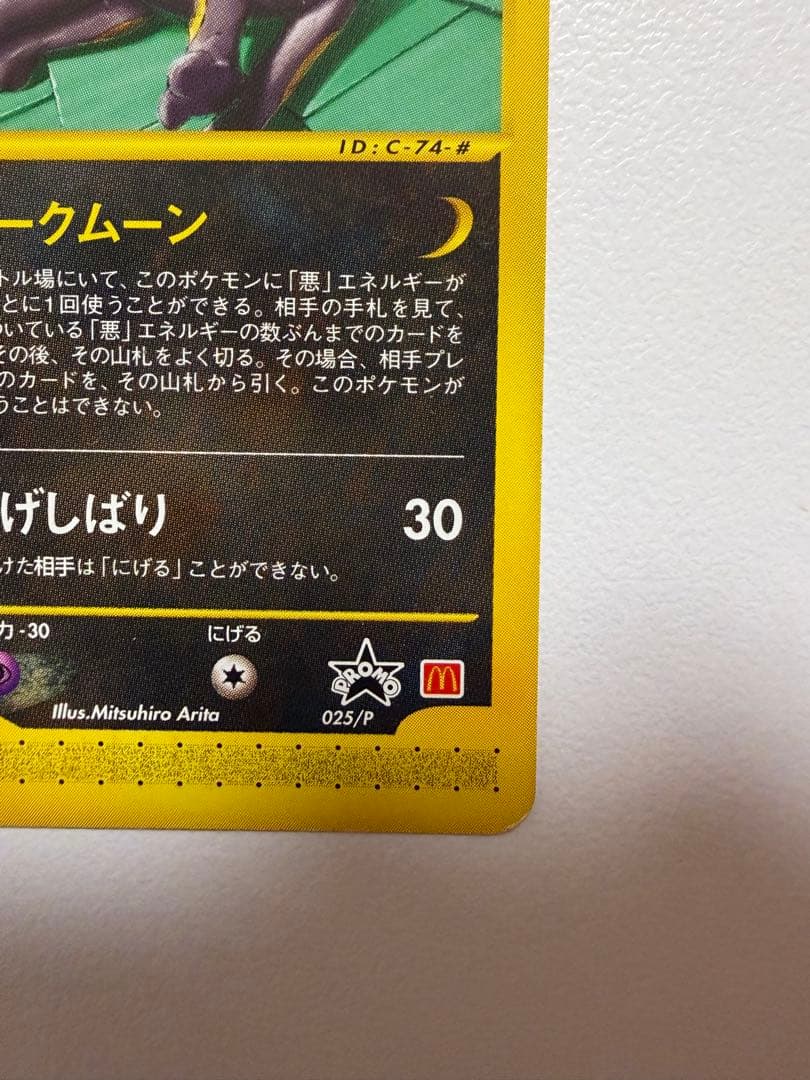 ID:C-74-#
ークムーン
トル場にいて、このポケモンに「悪」エネルギーが
とに1回使うことができる。相手の手札を見て、
ついている「悪」エネルギーの数ぶんまでのカードを
その後、その山札をよく切る。その場合、相手プレ
のカードを、その山札から引く。このポケモンが
うことはできない。
げしばり 30
けた相手は「にげる」ことができない。
力 -30 にげる
PROMO
Illus.Mitsuhiro Arita 025/P